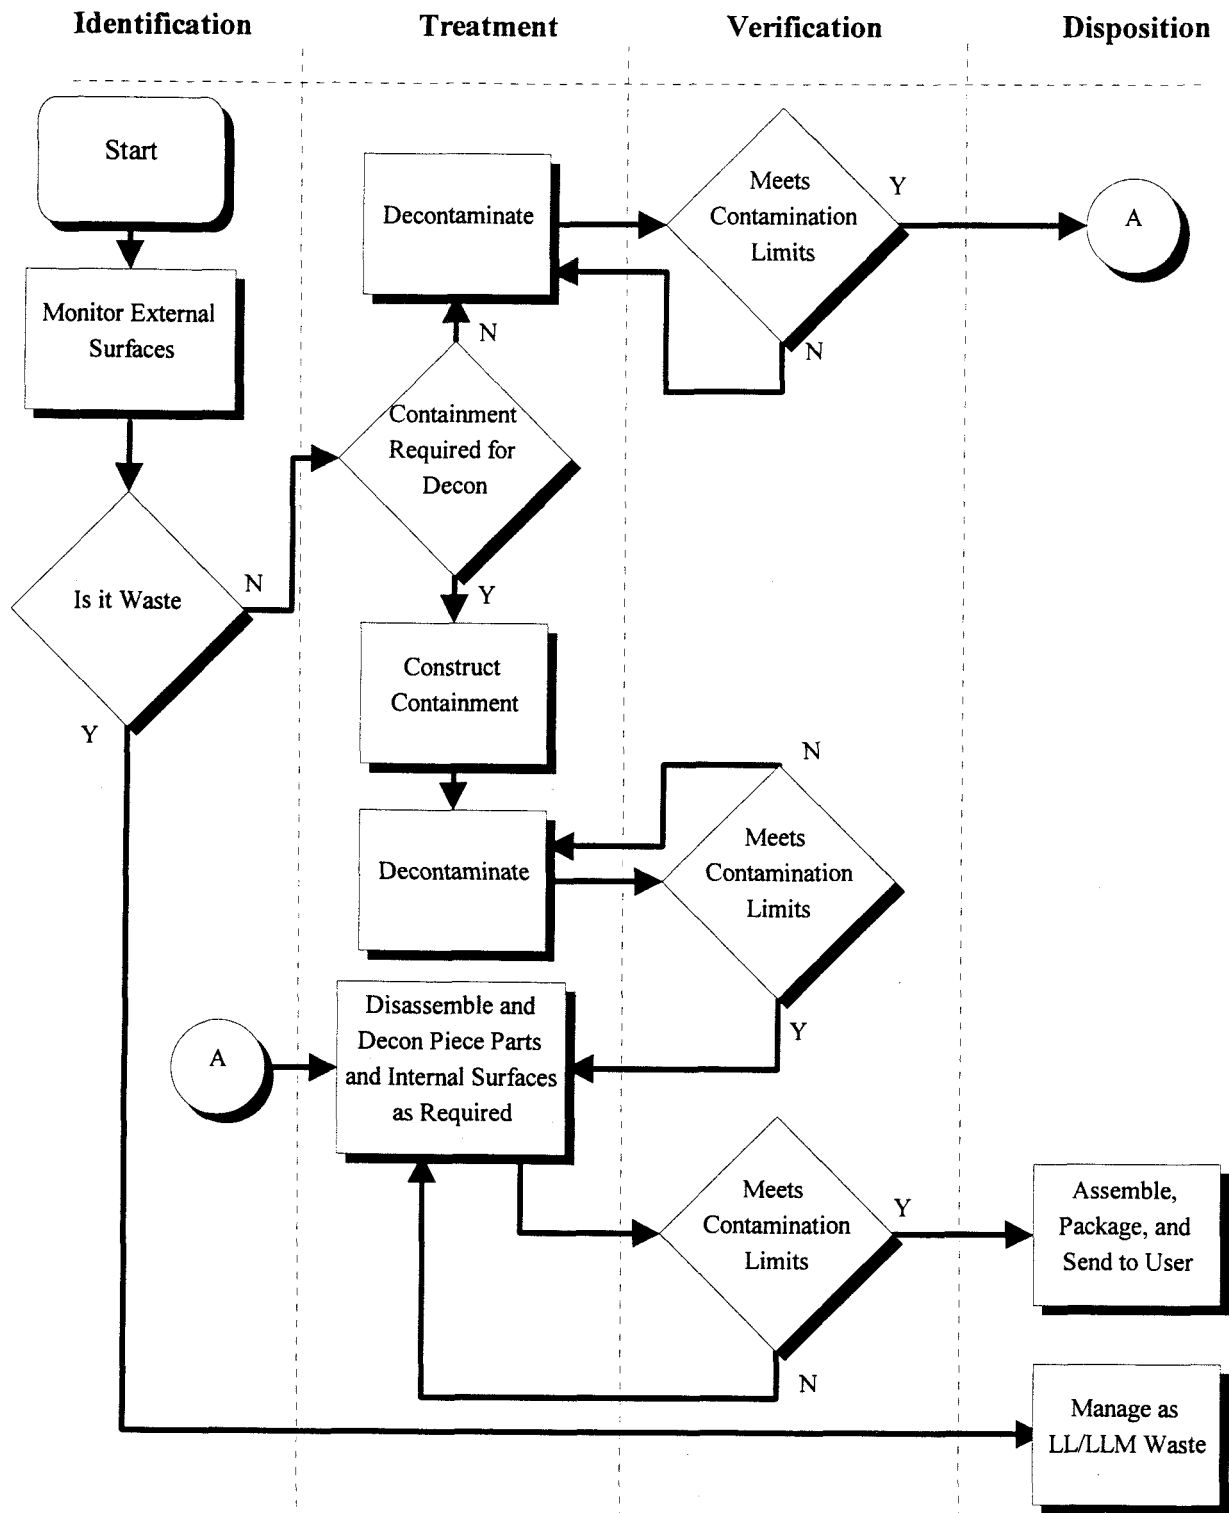 Identification
Treatment
Verification
Disposition
Start
Monitor External
Surfaces
Is it Waste
N
Y
Decontaminate
N
Containment
Required for
Decon
Y
Construct
Containment
Decontaminate
Meets
Contamination
Limits
Y
N
A
N
Meets
Contamination
Limits
Y
A
Disassemble and
Decon Piece Parts
and Internal Surfaces
as Required
Meets
Contamination
Limits
Y
N
Assemble,
Package, and
Send to User
Manage as
LL/LLM Waste